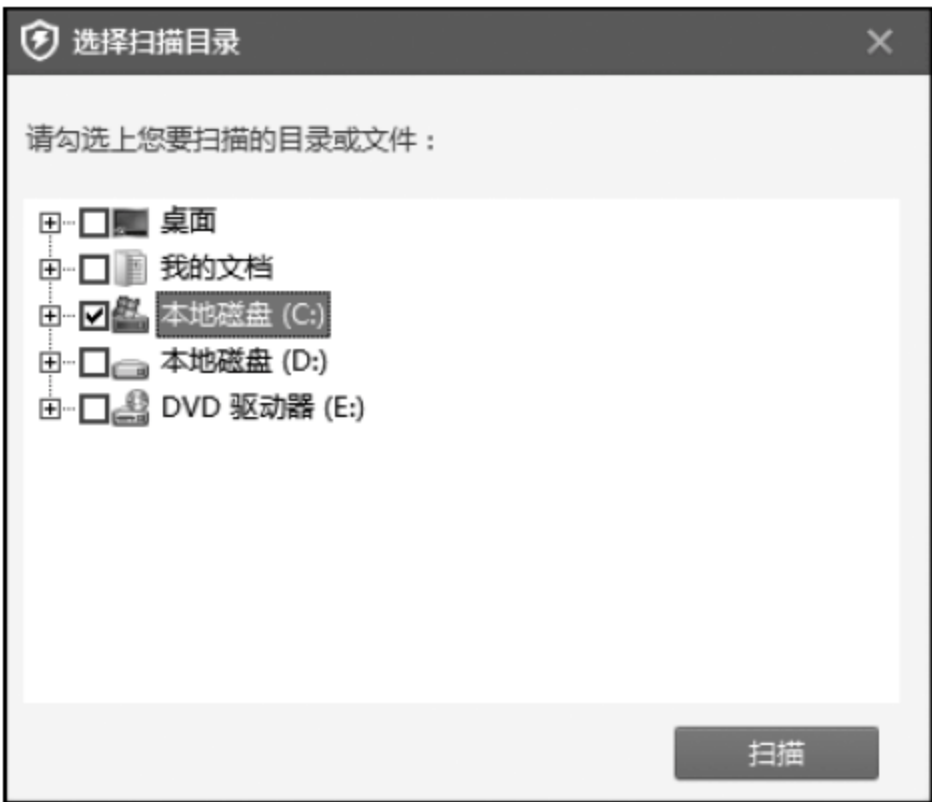 选择扫描目录
请勾选上您要扫描的目录或文件：
桌面
我的文档
本地磁盘 (C:)
本地磁盘 (D:)
DVD 驱动器 (E:)
扫描